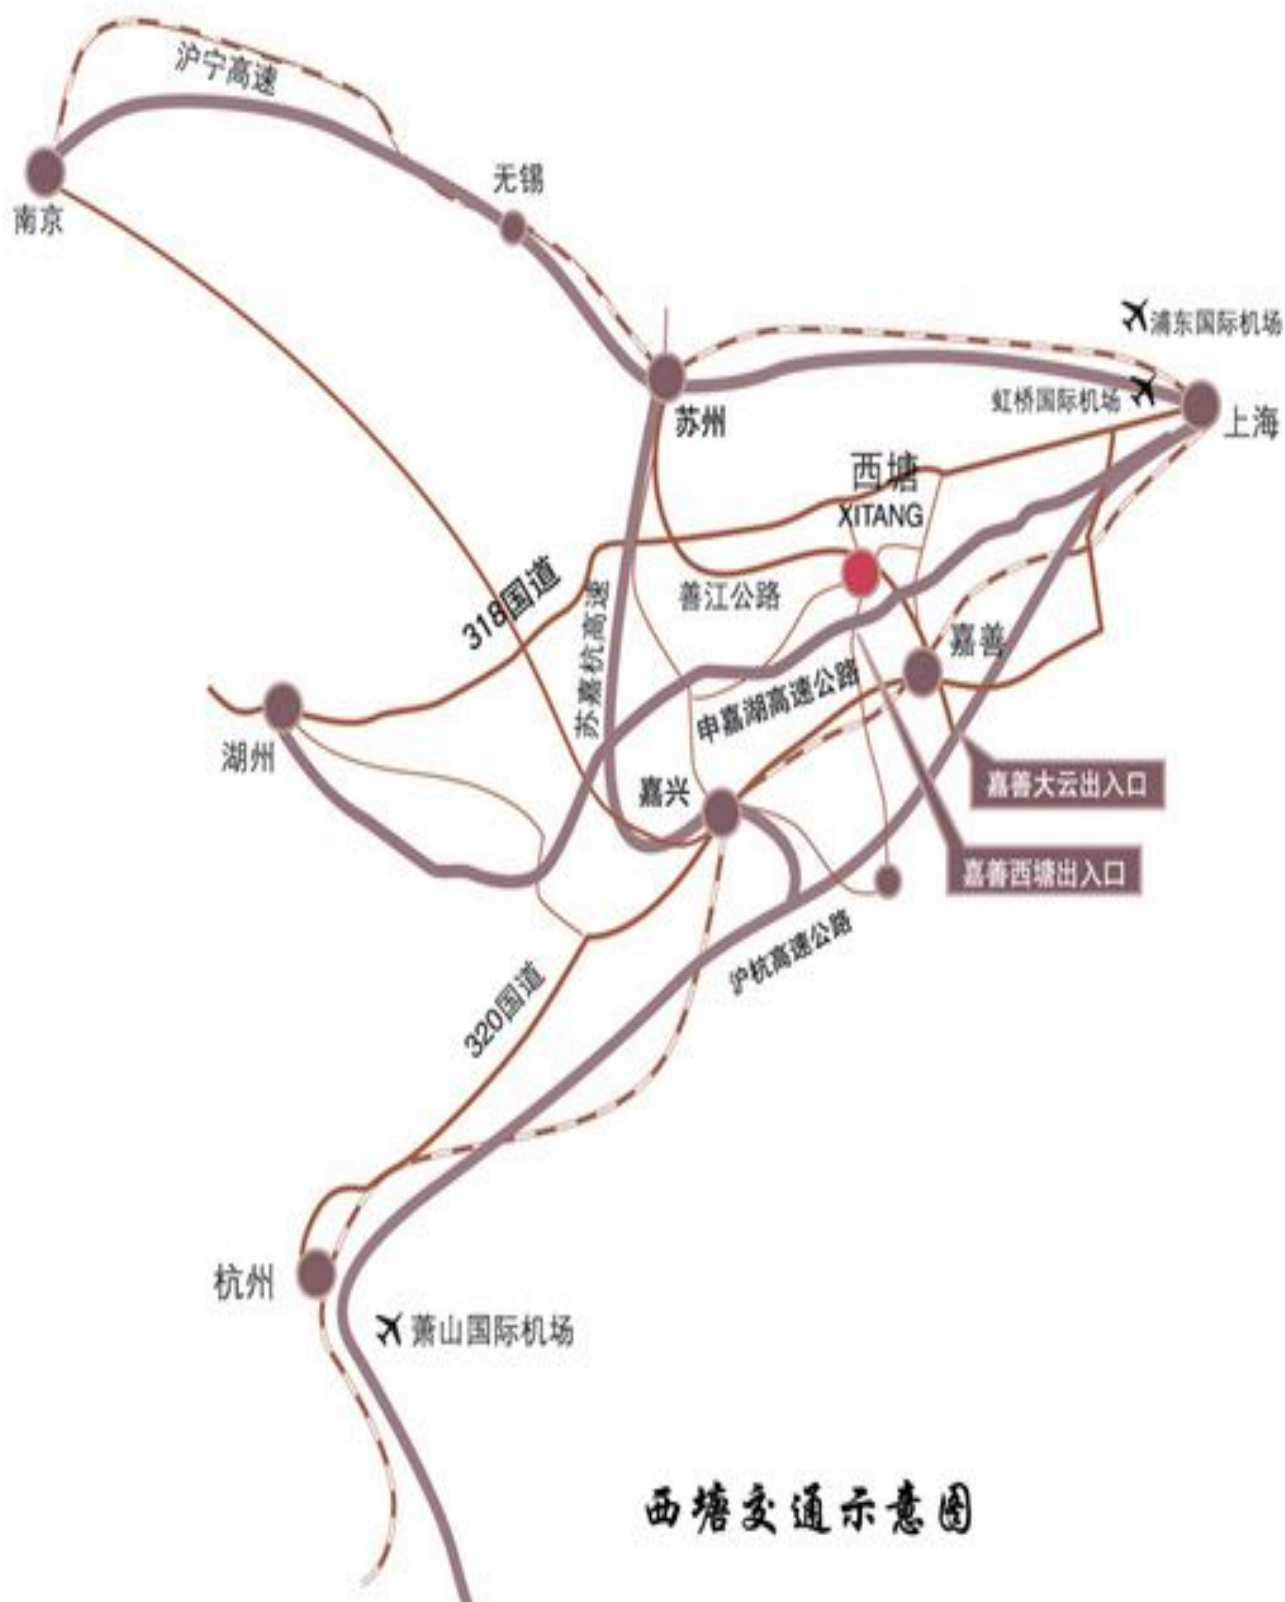 沪宁高速
无锡
南京
浦东国际机场
虹桥国际机场
上海
苏州
西塘
XITANG
318国道
善江公路
苏嘉杭高速
嘉善
申嘉湖高速公路
湖州
嘉兴
嘉善大云出入口
嘉善西塘出入口
沪杭高速公路
320国道
杭州
萧山国际机场
西塘交通示意图